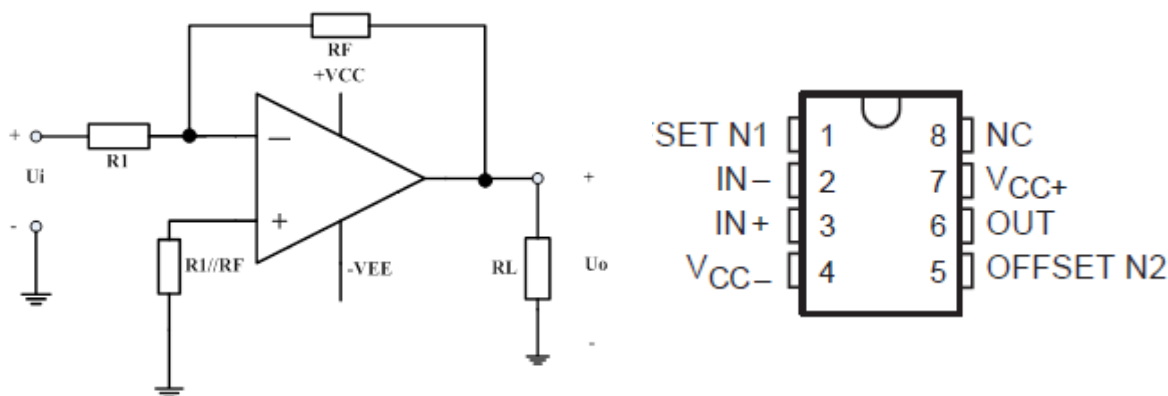 RF
+VCC
+
R1
Ui
-
−
+
R1//RF
-VEE
RL
+
Uo
-
SET N1
1
8
NC
IN−
2
7
VCC+
IN+
3
6
OUT
VCC−
4
5
OFFSET N2